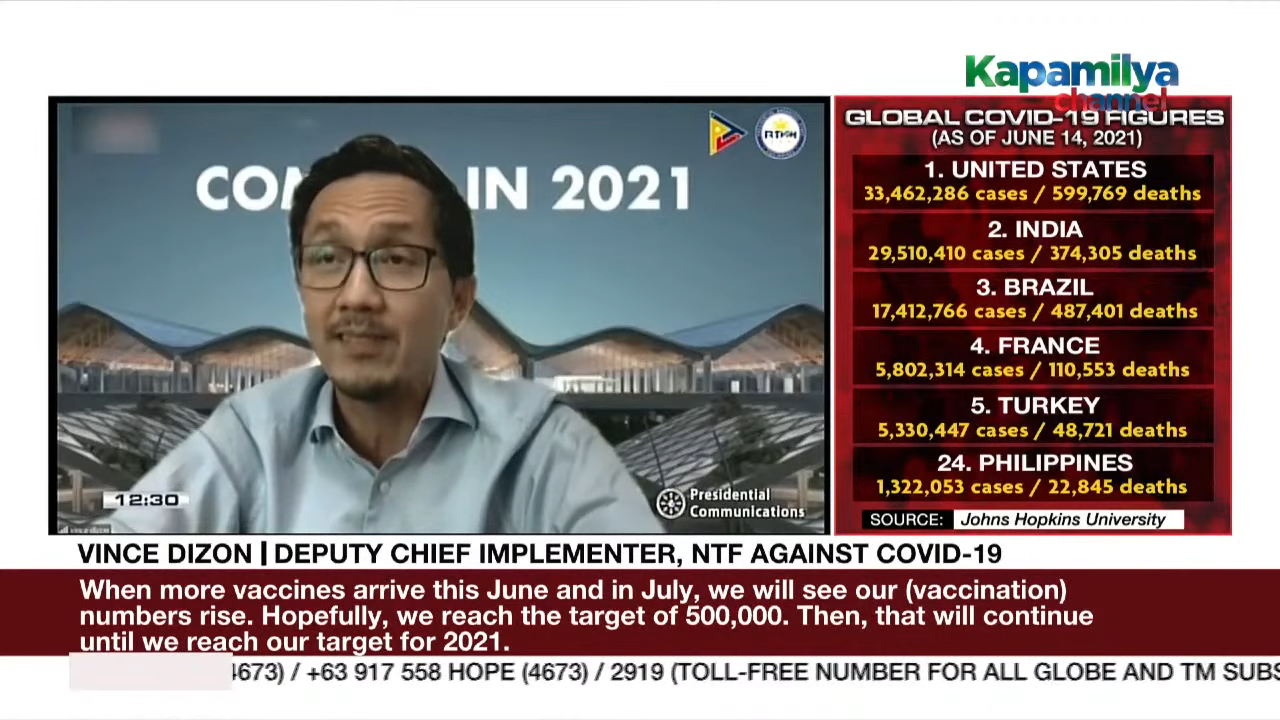 Kapamilya
channel
COM IN 2021
RTVM
12:30
vince dizon
Presidential
Communications
GLOBAL COVID-19 FIGURES
(AS OF JUNE 14, 2021)
1. UNITED STATES
33,462,286 cases / 599,769 deaths
2. INDIA
29,510,410 cases / 374,305 deaths
3. BRAZIL
17,412,766 cases / 487,401 deaths
4. FRANCE
5,802,314 cases / 110,553 deaths
5. TURKEY
5,330,447 cases / 48,721 deaths
24. PHILIPPINES
1,322,053 cases / 22,845 deaths
SOURCE: Johns Hopkins University
VINCE DIZON | DEPUTY CHIEF IMPLEMENTER, NTF AGAINST COVID-19
When more vaccines arrive this June and in July, we will see our (vaccination)
numbers rise. Hopefully, we reach the target of 500,000. Then, that will continue
until we reach our target for 2021.
4673) / +63 917 558 HOPE (4673) / 2919 (TOLL-FREE NUMBER FOR ALL GLOBE AND TM SUBS